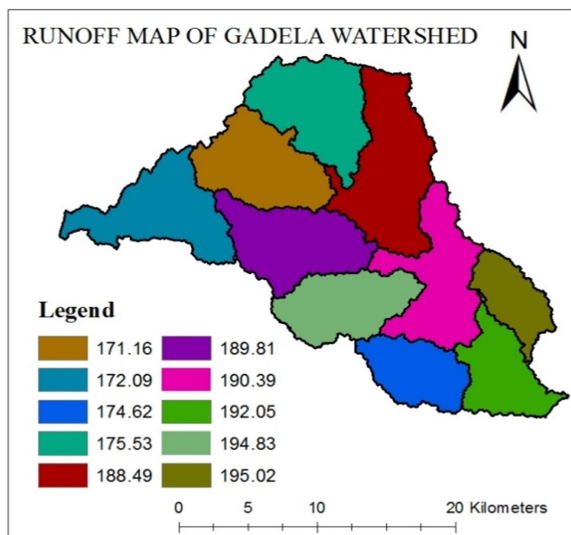 RUNOFF MAP OF GADELA WATERSHED
N
Legend
171.16 189.81
172.09 190.39
174.62 192.05
175.53 194.83
188.49 195.02
0 5 10 20 Kilometers